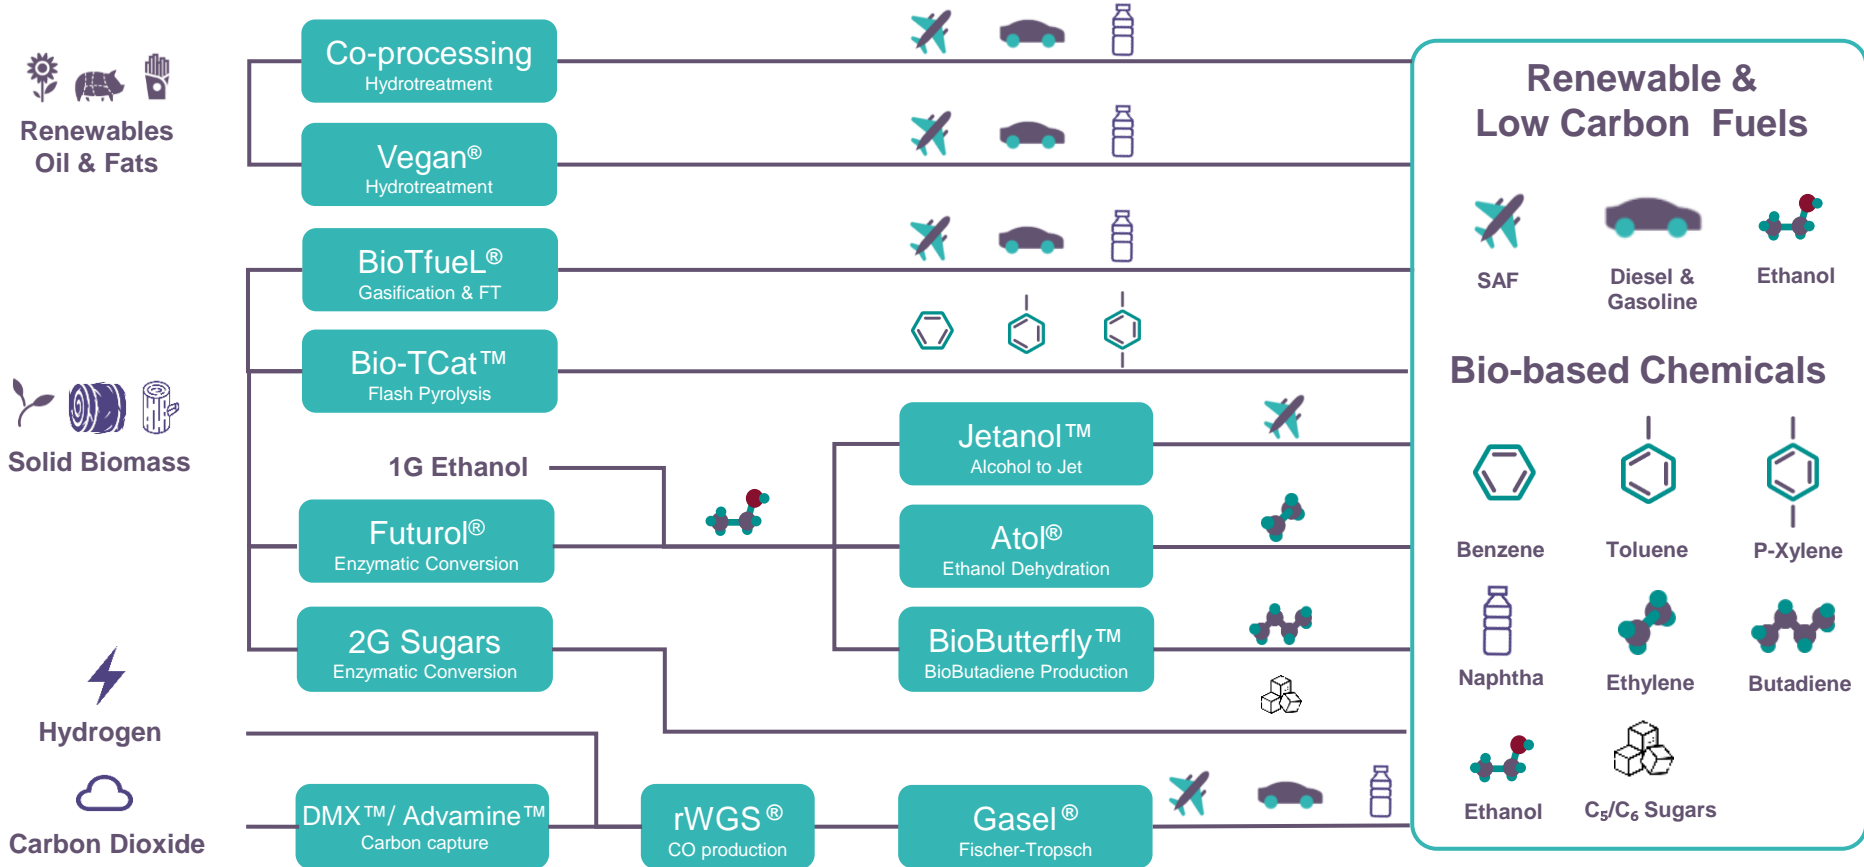 Renewables
Oil & Fats
Solid Biomass
Hydrogen
Carbon Dioxide
Co-processing
Hydrotreatment
Vegan®
Hydrotreatment
BioTfueL®
Gasification & FT
Bio-TCat™
Flash Pyrolysis
1G Ethanol
Futurol®
Enzymatic Conversion
2G Sugars
Enzymatic Conversion
DMX™/ Advamine™
Carbon capture
rWGS®
CO production
Jetanol™
Alcohol to Jet
Atol®
Ethanol Dehydration
BioButterfly™
BioButadiene Production
Gasel®
Fischer-Tropsch
Renewable &
Low Carbon Fuels
SAF
Diesel &
Gasoline
Ethanol
Bio-based Chemicals
Benzene
Toluene
P-Xylene
Naphtha
Ethylene
Butadiene
Ethanol
C₅/C₆ Sugars